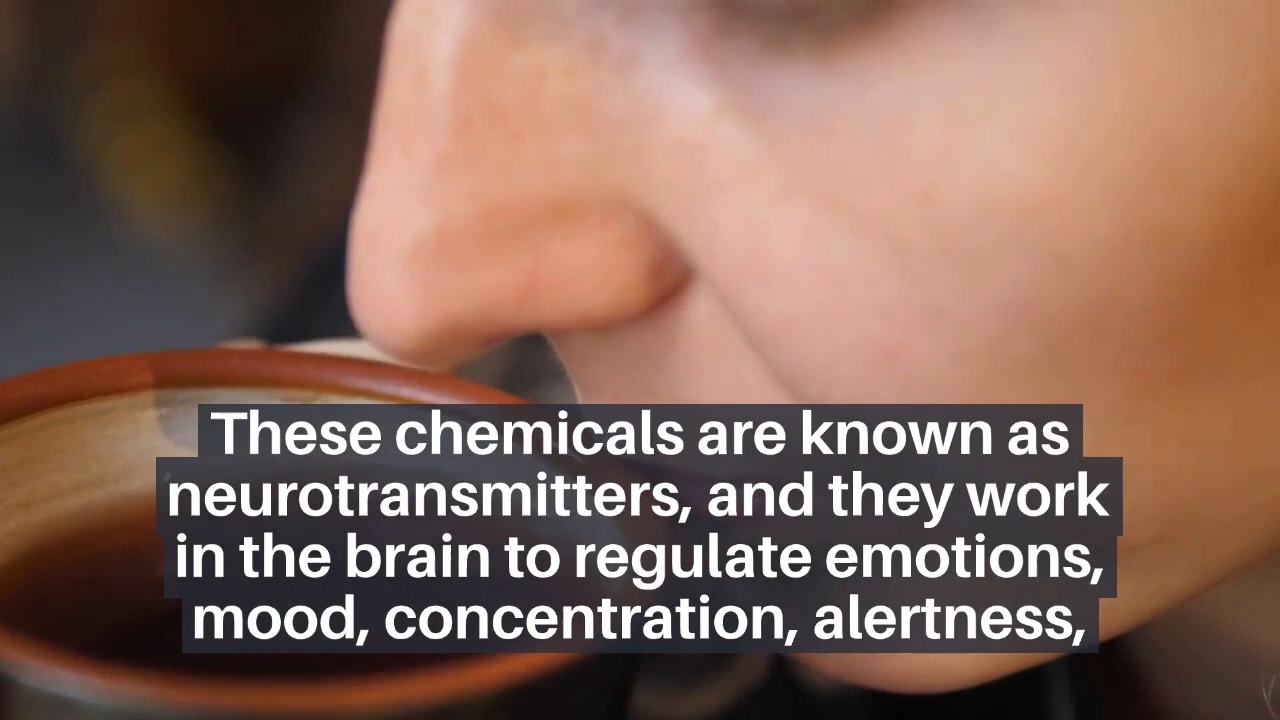 These chemicals are known as
neurotransmitters, and they work
in the brain to regulate emotions,
mood, concentration, alertness,